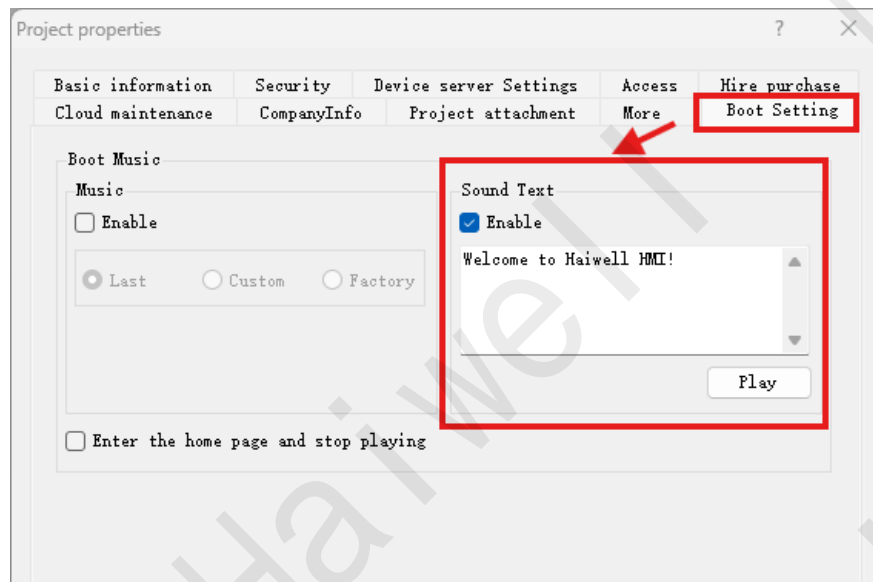 Project properties
Basic information Security Device server Settings Access Hire purchase
Cloud maintenance CompanyInfo Project attachment More Boot Setting
Boot Music
Music
Enable
Last Custom Factory
Sound Text
Enable
Welcome to Haiwell HMI!
Play
Enter the home page and stop playing
Haiwell